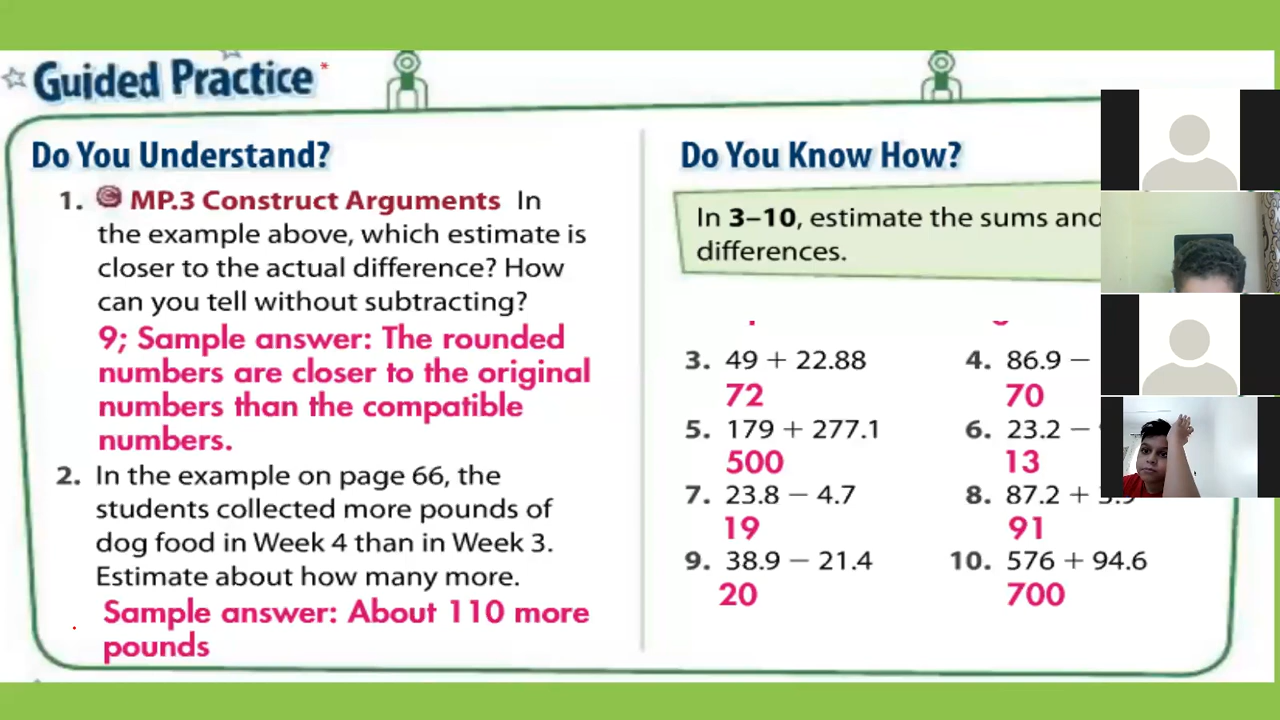 Guided Practice *
Do You Understand?
1. MP.3 Construct Arguments In
the example above, which estimate is
closer to the actual difference? How
can you tell without subtracting?
9; Sample answer: The rounded
numbers are closer to the original
numbers than the compatible
numbers.
2. In the example on page 66, the
students collected more pounds of
dog food in Week 4 than in Week 3.
Estimate about how many more.
Sample answer: About 110 more
pounds
Do You Know How?
In 3–10, estimate the sums and
differences.
3. 49 + 22.88
72
4. 86.9 −
70
5. 179 + 277.1
500
6. 23.2 −
13
7. 23.8 − 4.7
19
8. 87.2 +
91
9. 38.9 − 21.4
20
10. 576 + 94.6
700